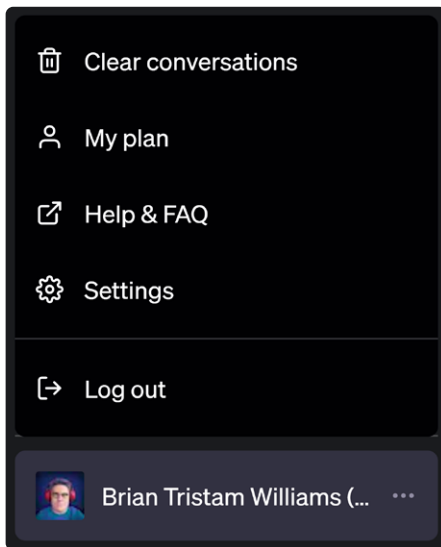 Clear conversations
My plan
Help & FAQ
Settings
Log out
Brian Tristam Williams (...